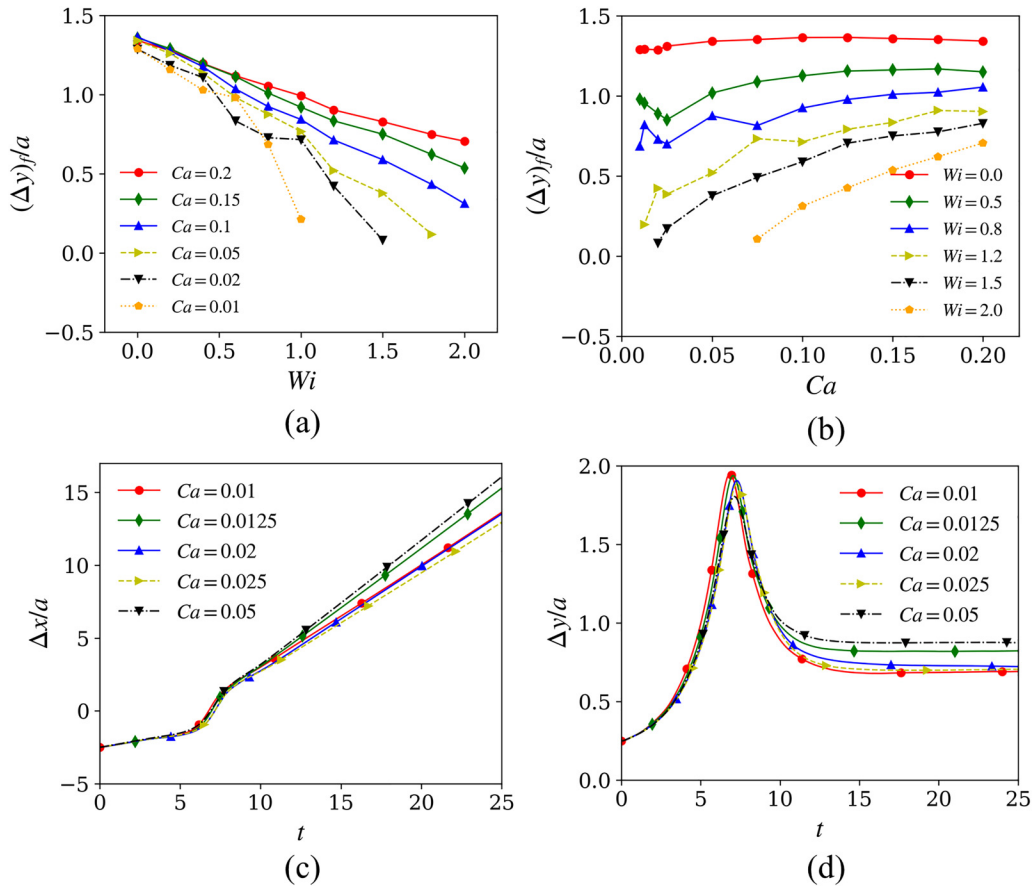 1.5
1.0
0.5
0.0
−0.5
(Δy)f/a
Ca = 0.2
Ca = 0.15
Ca = 0.1
Ca = 0.05
Ca = 0.02
Ca = 0.01
0.0 0.5 1.0 1.5 2.0
Wi
(a)
1.5
1.0
0.5
0.0
−0.5
(Δy)f/a
Wi = 0.0
Wi = 0.5
Wi = 0.8
Wi = 1.2
Wi = 1.5
Wi = 2.0
0.00 0.05 0.10 0.15 0.20
Ca
(b)
15
10
5
0
−5
Δx/a
Ca = 0.01
Ca = 0.0125
Ca = 0.02
Ca = 0.025
Ca = 0.05
0 5 10 15 20 25
t
(c)
2.0
1.5
1.0
0.5
0.0
Δy/a
Ca = 0.01
Ca = 0.0125
Ca = 0.02
Ca = 0.025
Ca = 0.05
0 5 10 15 20 25
t
(d)